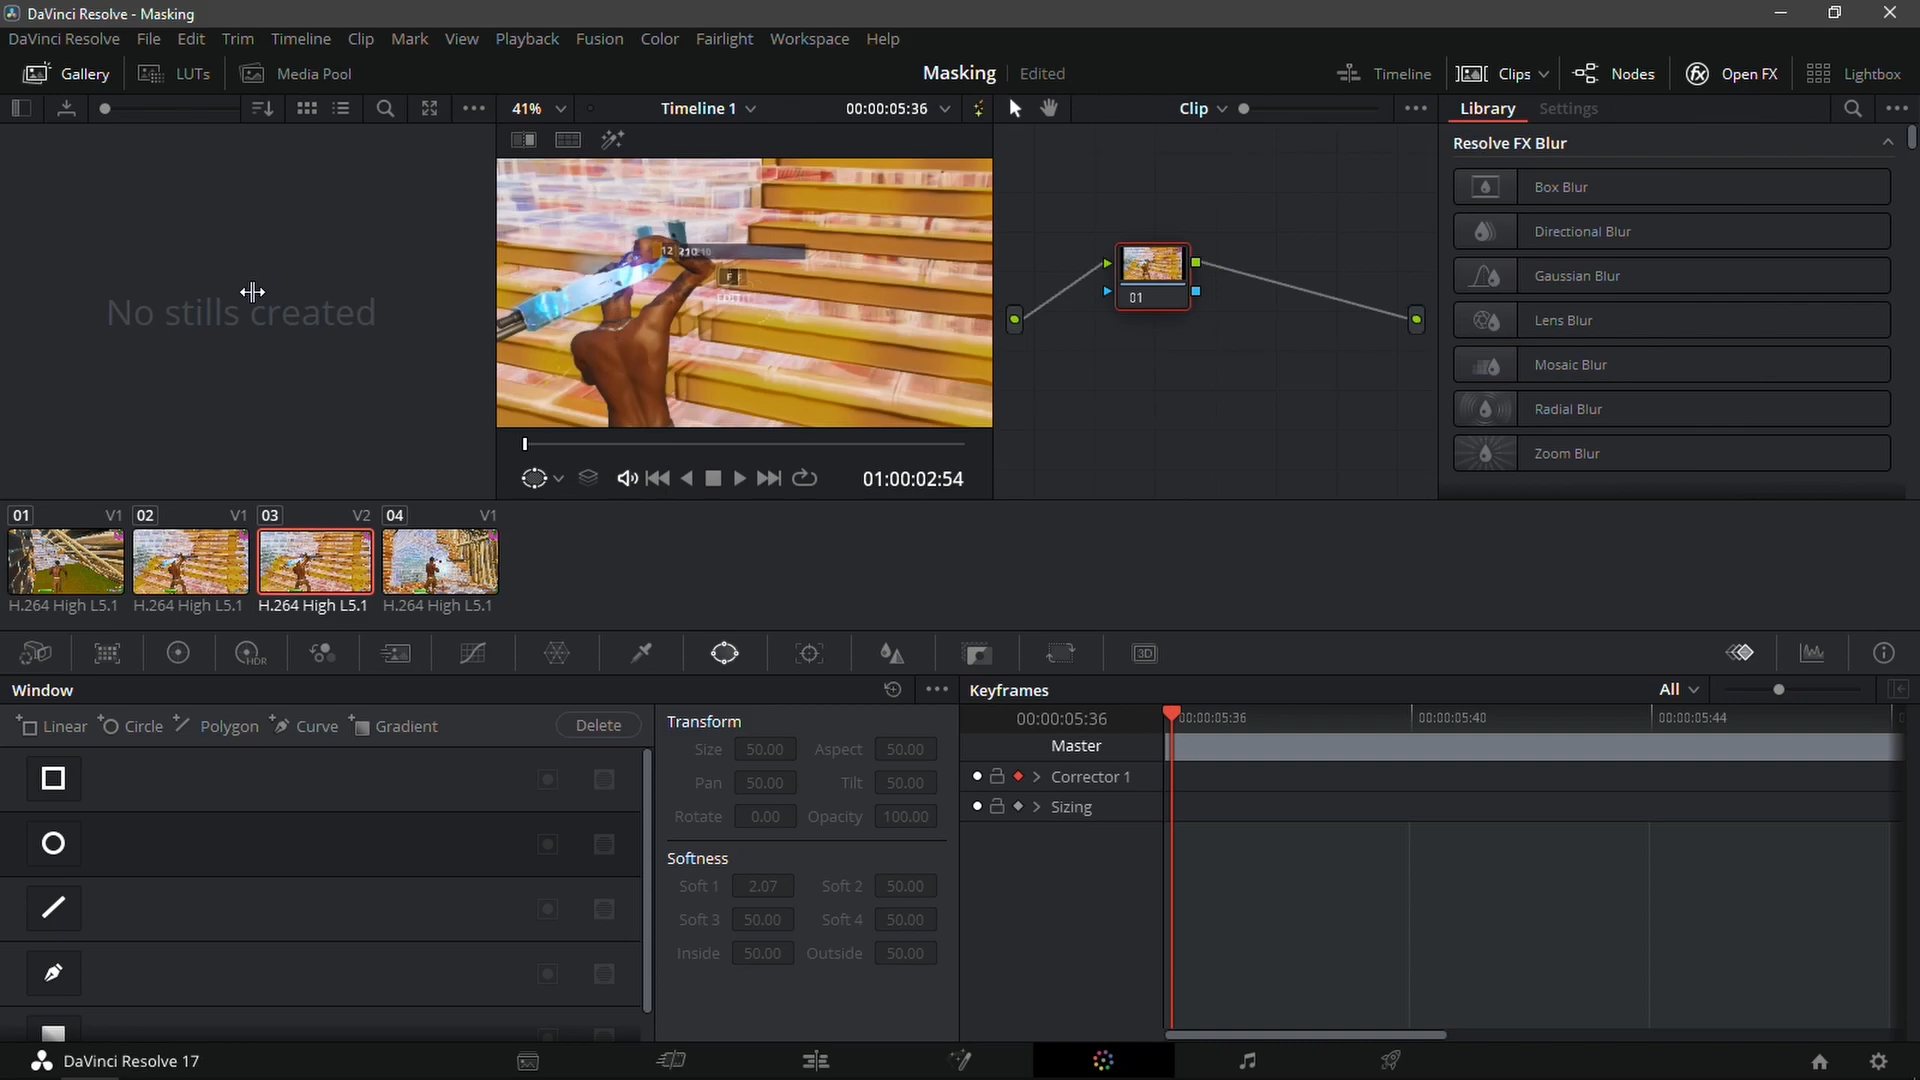 DaVinci Resolve - Masking
DaVinci Resolve File Edit Trim Timeline Clip Mark View Playback Fusion Color Fairlight Workspace Help
Gallery LUTs Media Pool Masking Edited Timeline Clips Nodes Open FX Lightbox
41% Timeline 1 00:00:05:36 Clip Library Settings
Resolve FX Blur
Box Blur
Directional Blur
Gaussian Blur
Lens Blur
Mosaic Blur
Radial Blur
Zoom Blur
No stills created
12 210
F
EDIT
01
01:00:02:54
01 V1 02 V1 03 V2 04 V1
H.264 High L5.1 H.264 High L5.1 H.264 High L5.1 H.264 High L5.1
HDR 3D
Window Keyframes All
Linear Circle Polygon Curve Gradient Delete
Transform
Size 50.00 Aspect 50.00
Pan 50.00 Tilt 50.00
Rotate 0.00 Opacity 100.00
Softness
Soft 1 2.07 Soft 2 50.00
Soft 3 50.00 Soft 4 50.00
Inside 50.00 Outside 50.00
00:00:05:36 00:00:05:36 00:00:05:40 00:00:05:44
Master
Corrector 1
Sizing
DaVinci Resolve 17